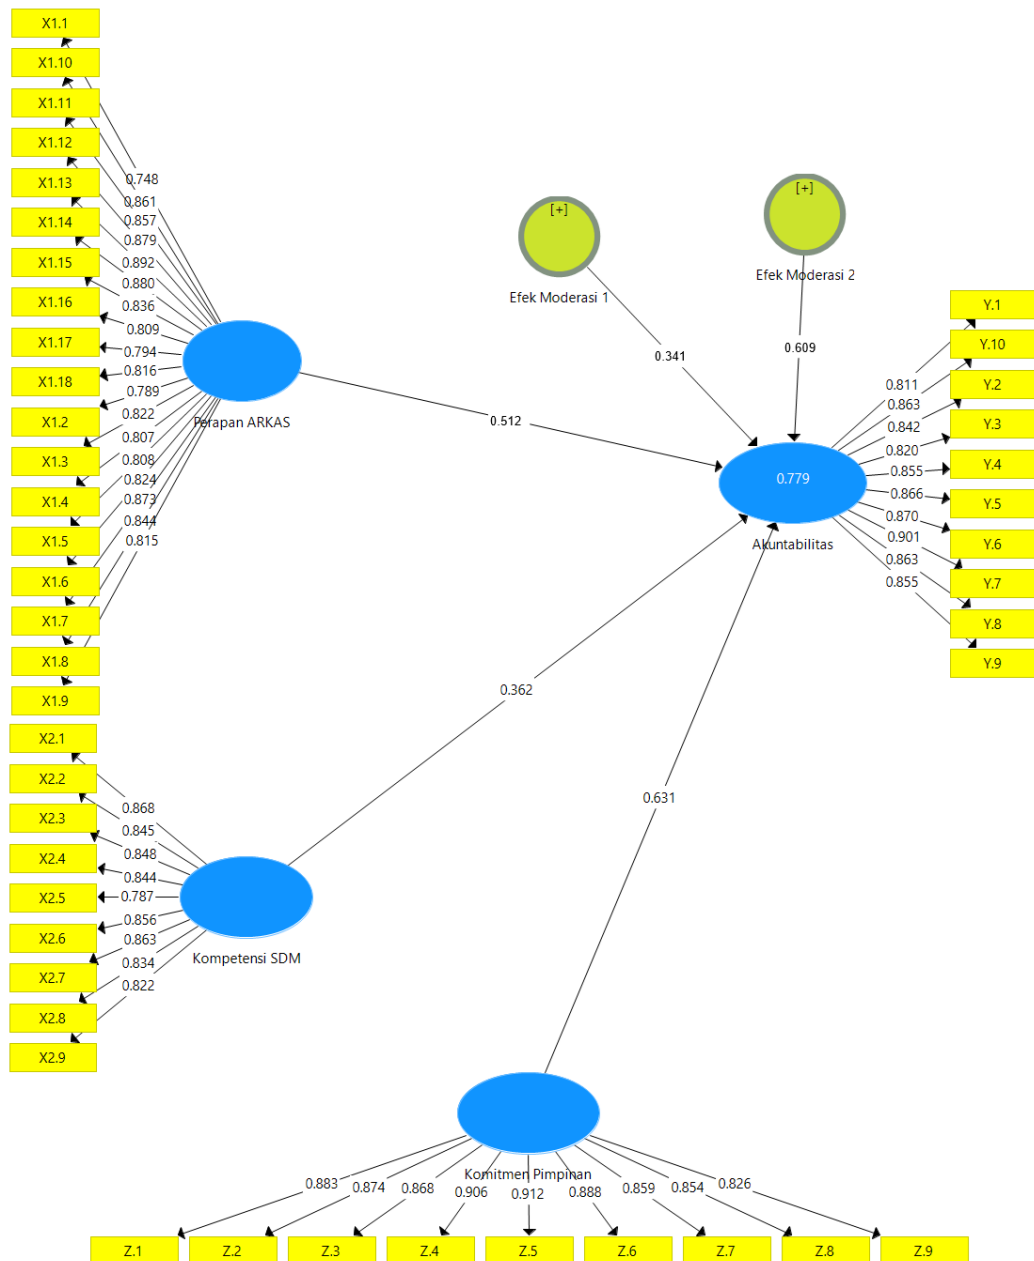 X1.1
X1.10
X1.11
X1.12
X1.13
X1.14
X1.15
X1.16
X1.17
X1.18
X1.2
X1.3
X1.4
X1.5
X1.6
X1.7
X1.8
X1.9
0.748
0.861
0.857
0.879
0.892
0.880
0.836
0.809
0.794
0.816
0.789
0.822
0.807
0.808
0.824
0.873
0.844
0.815
Perapan ARKAS
0.512
[+]
Efek Moderasi 1
0.341
[+]
Efek Moderasi 2
0.609
0.779
Akuntabilitas
0.811
0.863
0.842
0.820
0.855
0.866
0.870
0.901
0.863
0.855
Y.1
Y.10
Y.2
Y.3
Y.4
Y.5
Y.6
Y.7
Y.8
Y.9
X2.1
X2.2
X2.3
X2.4
X2.5
X2.6
X2.7
X2.8
X2.9
0.868
0.845
0.848
0.844
0.787
0.856
0.863
0.834
0.822
Kompetensi SDM
0.362
0.631
Komitmen Pimpinan
0.883
0.874
0.868
0.906
0.912
0.888
0.859
0.854
0.826
Z.1
Z.2
Z.3
Z.4
Z.5
Z.6
Z.7
Z.8
Z.9